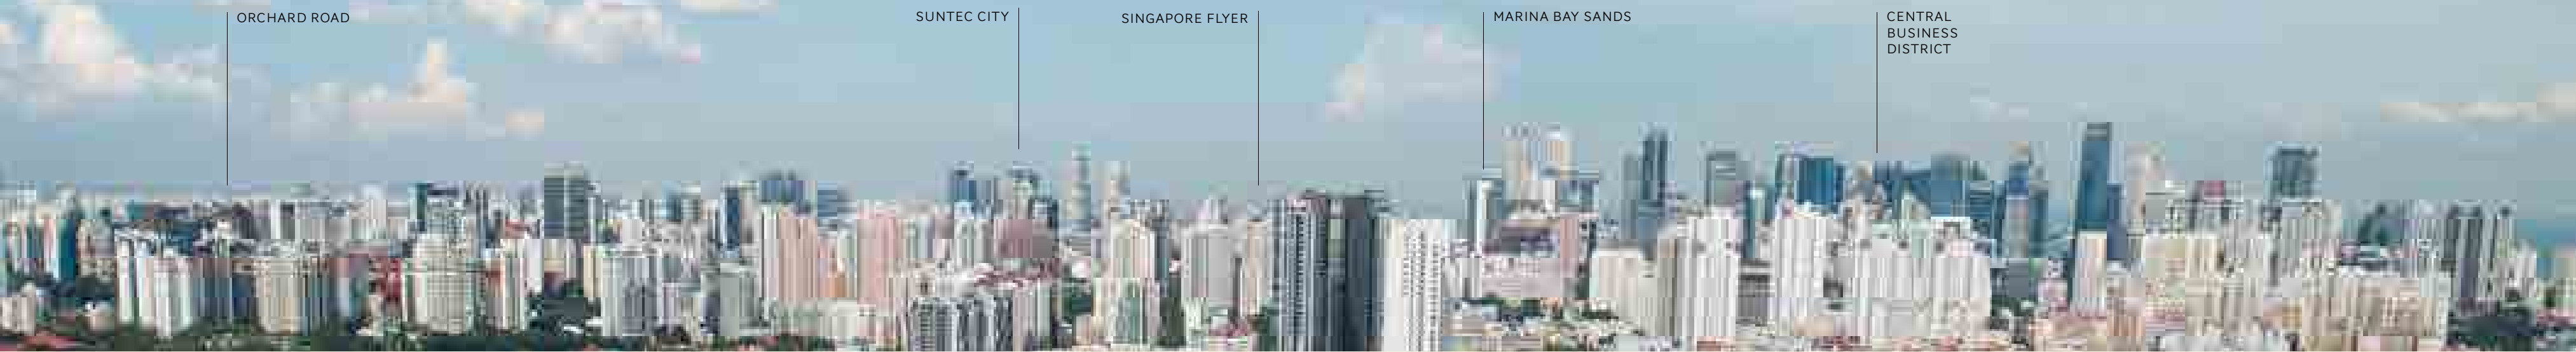 ORCHARD ROAD
SUNTEC CITY
SINGAPORE FLYER
MARINA BAY SANDS
CENTRAL
BUSINESS
DISTRICT